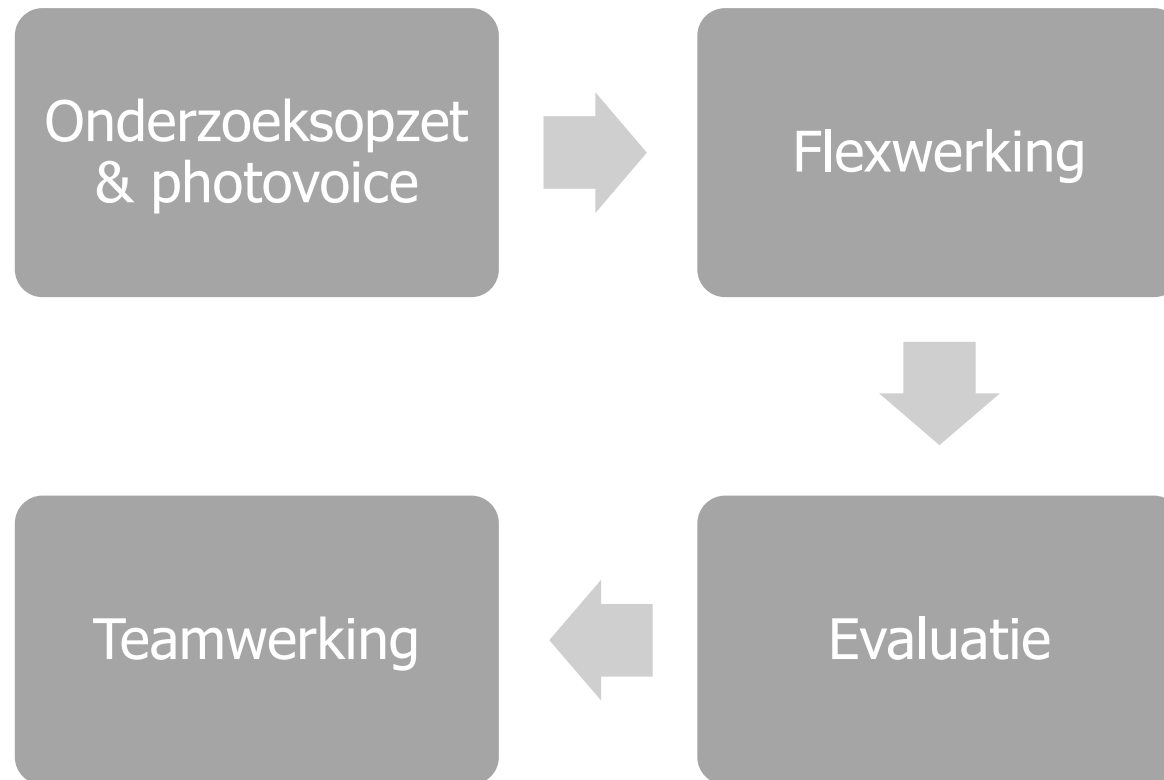 Onderzoeksopzet
& photovoice
Flexwerking
Teamwerking
Evaluatie